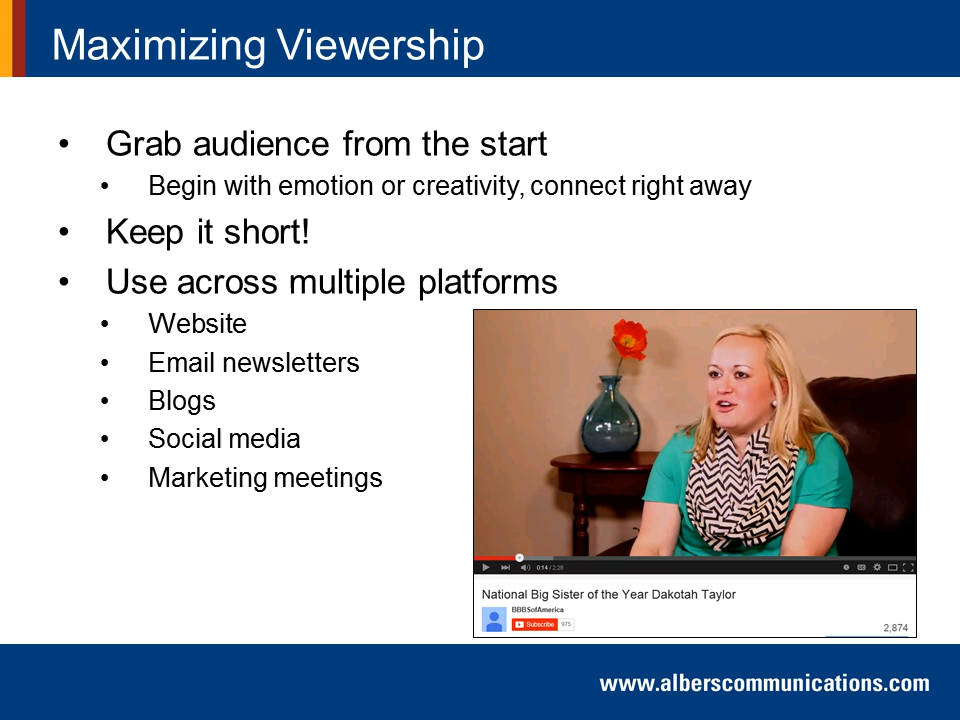 Maximizing Viewership
• Grab audience from the start
• Begin with emotion or creativity, connect right away
• Keep it short!
• Use across multiple platforms
• Website
• Email newsletters
• Blogs
• Social media
• Marketing meetings
0:14 / 2:28
National Big Sister of the Year Dakotah Taylor
BBBSofAmerica
Subscribe 975
2,874
www.alberscommunications.com